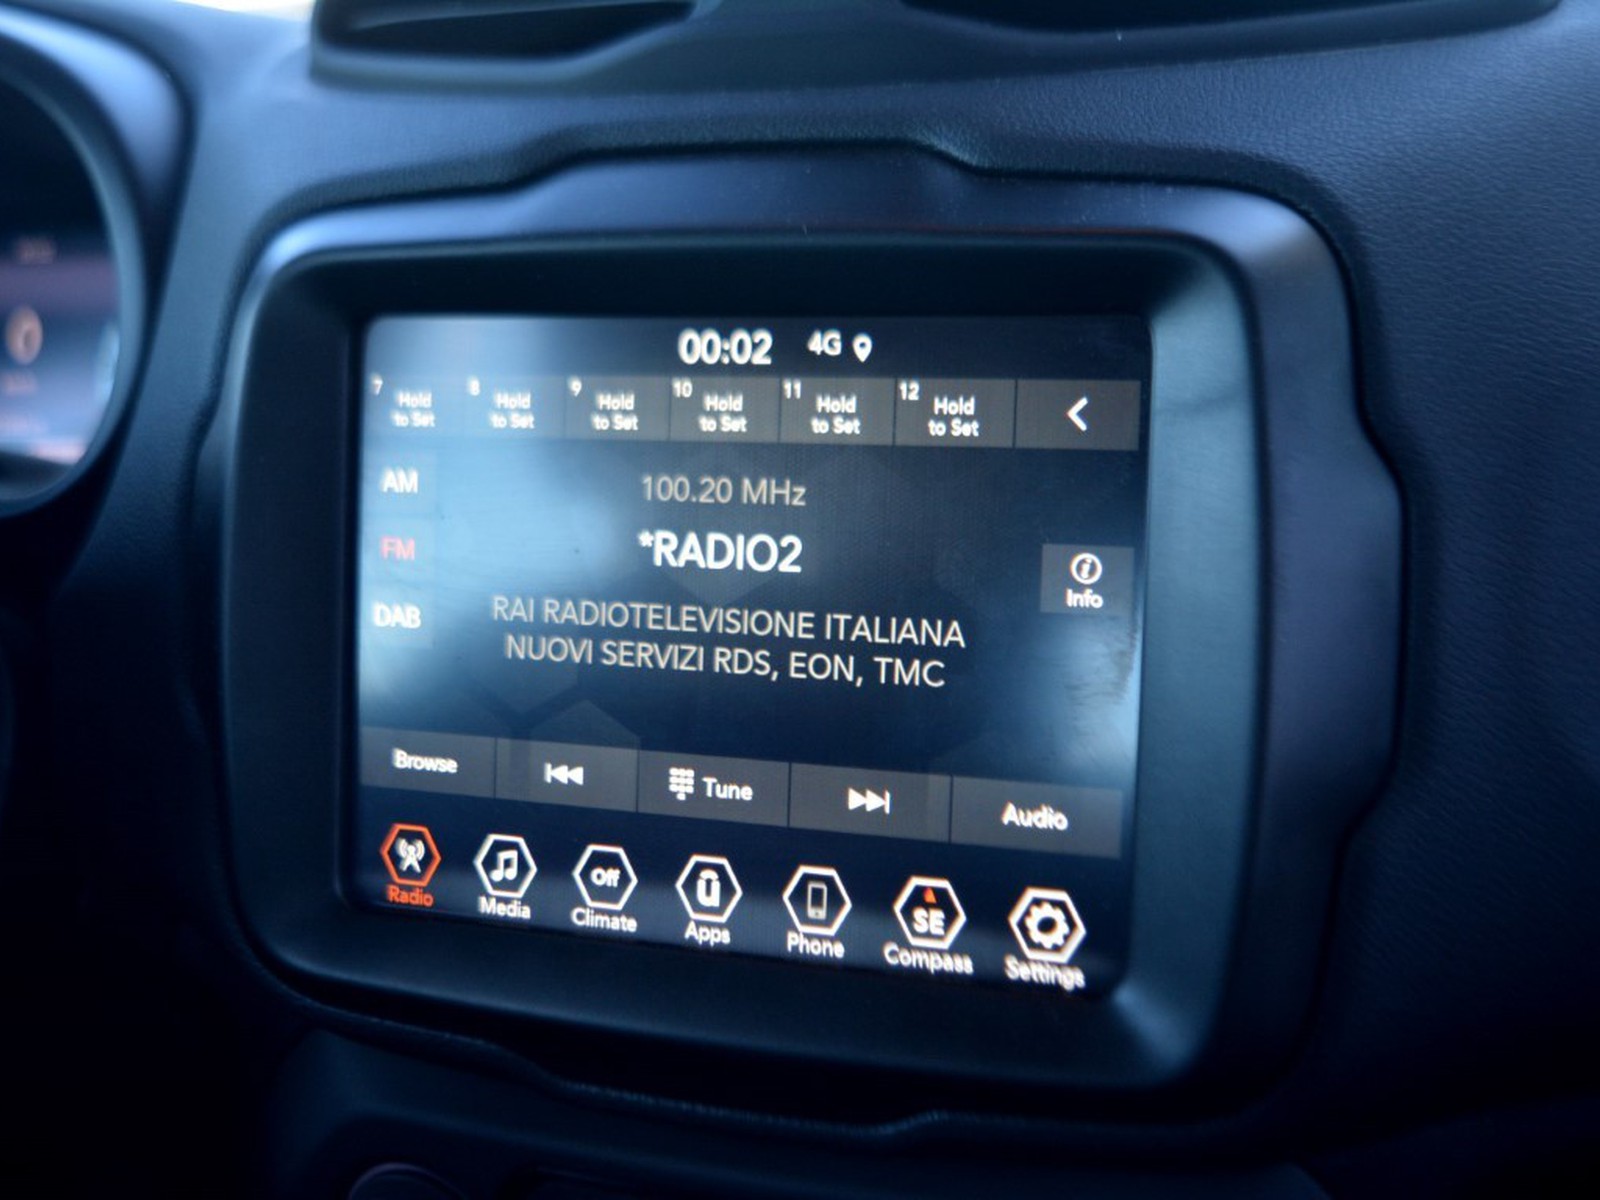 00:02 4G
7 Hold to Set
8 Hold to Set
9 Hold to Set
10 Hold to Set
11 Hold to Set
12 Hold to Set
AM
100.20 MHz
*RADIO2
FM
Info
DAB
RAI RADIOTELEVISIONE ITALIANA
NUOVI SERVIZI RDS, EON, TMC
Browse
Tune
Audio
Off
SE
Radio
Media
Climate
Apps
Phone
Compass
Settings